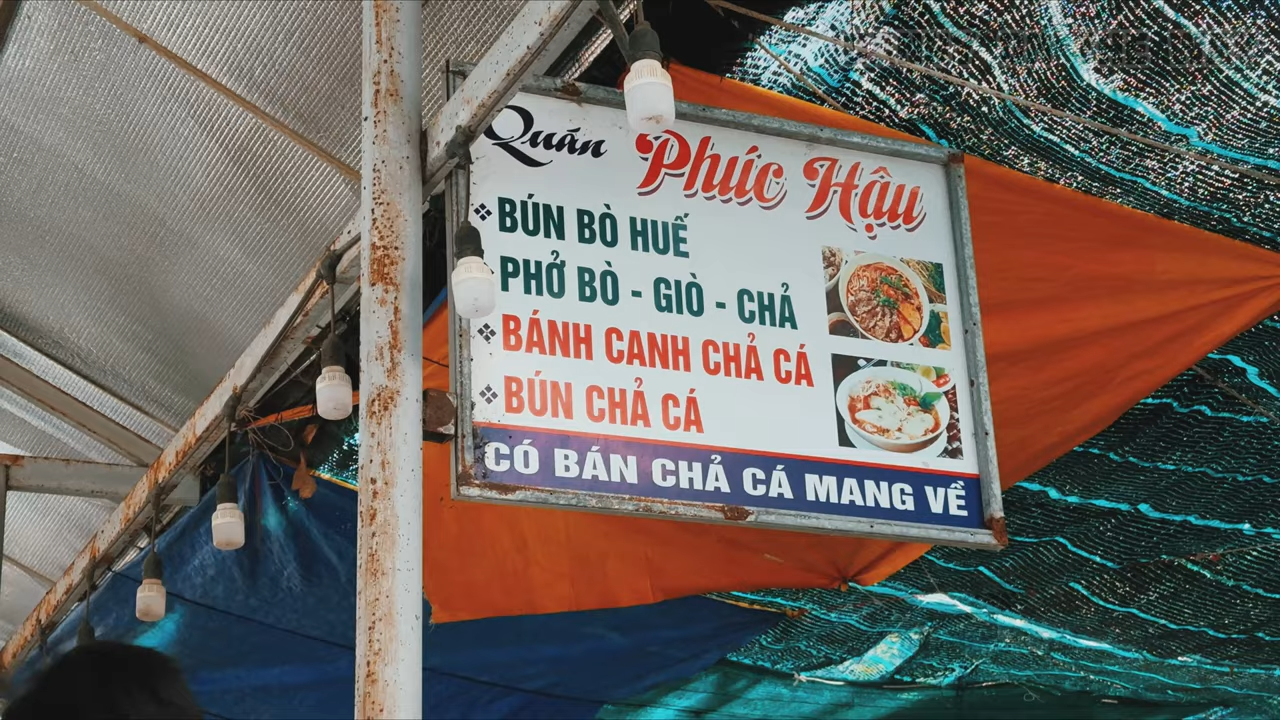 Quán Phúc Hậu
❖ BÚN BÒ HUẾ
PHỞ BÒ - GIÒ - CHẢ
❖ BÁNH CANH CHẢ CÁ
❖ BÚN CHẢ CÁ
CÓ BÁN CHẢ CÁ MANG VỀ